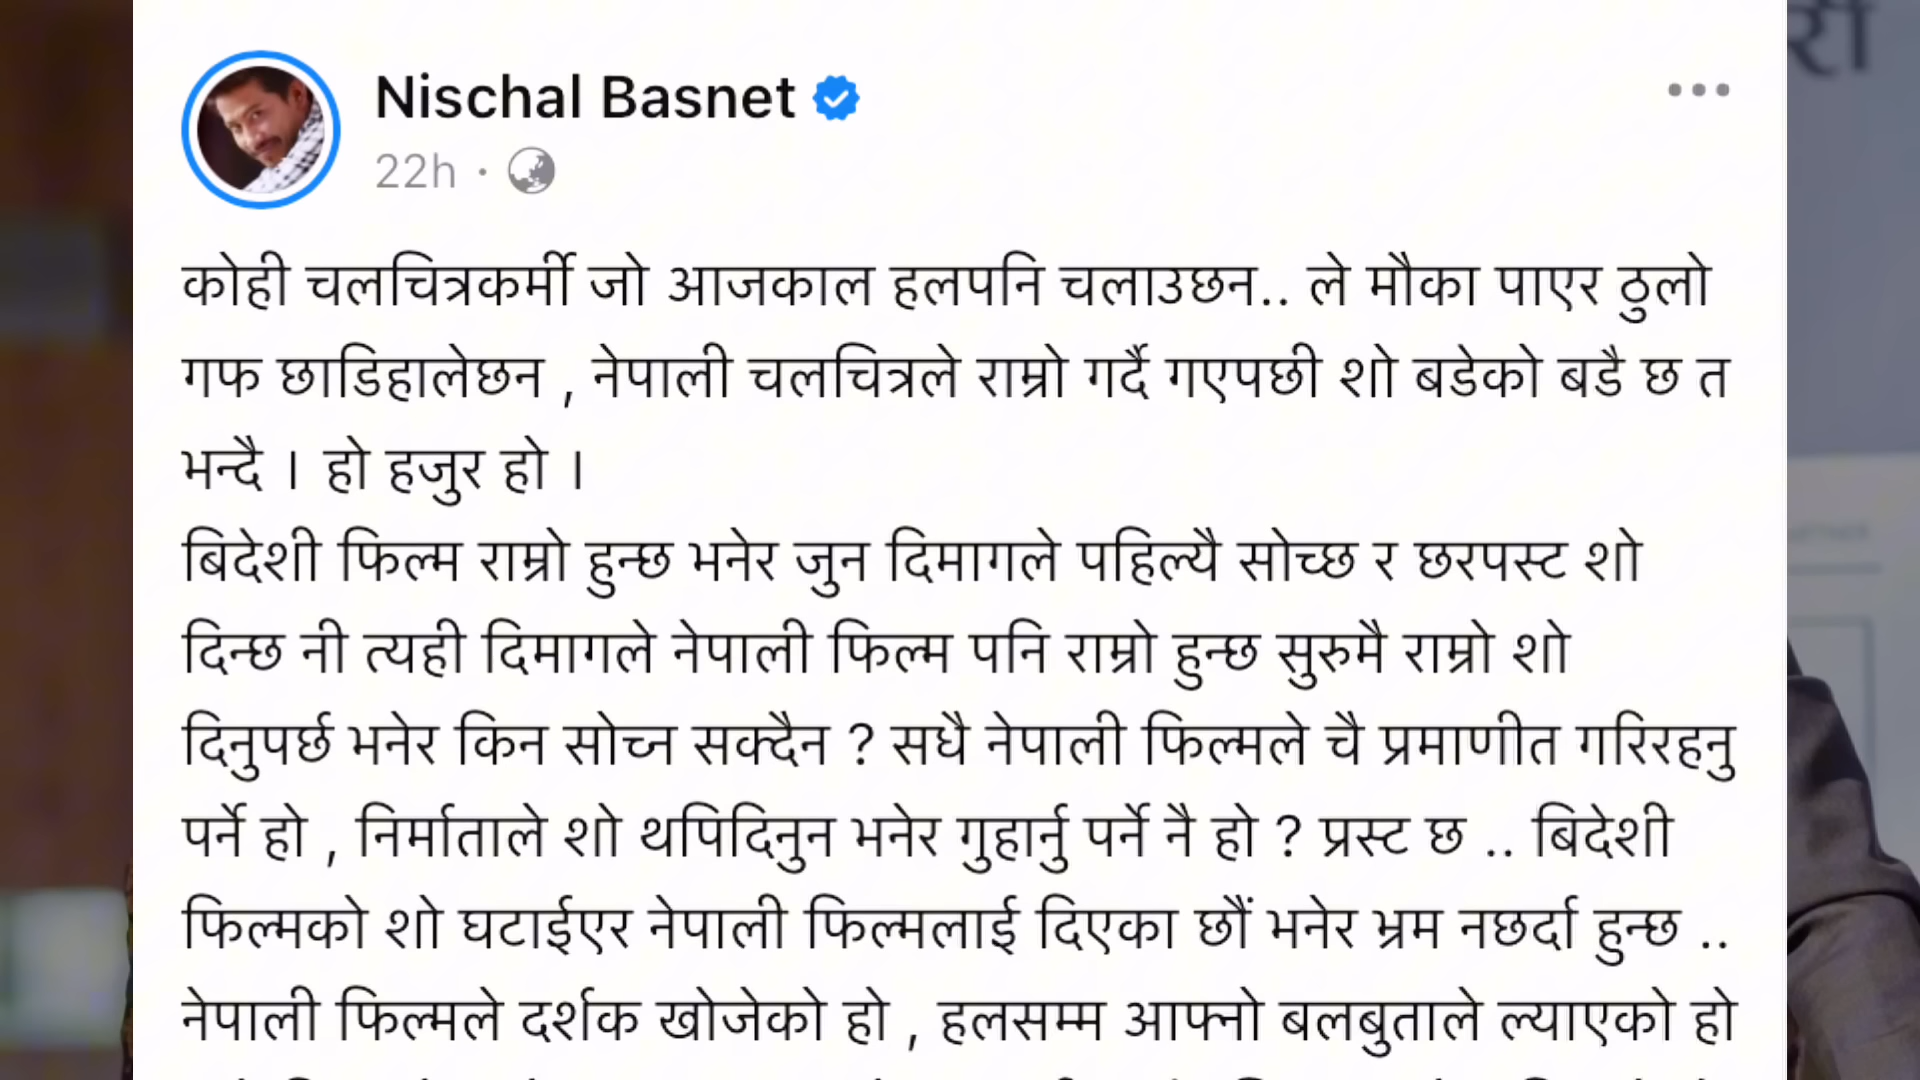 Nischal Basnet
22h ·
कोही चलचित्रकर्मी जो आजकाल हलपनि चलाउछन.. ले मौका पाएर ठुलो
गफ छाडिहालेछन , नेपाली चलचित्रले राम्रो गर्दै गएपछी शो बडेको बडै छ त
भन्दै । हो हजुर हो ।
बिदेशी फिल्म राम्रो हुन्छ भनेर जुन दिमागले पहिल्यै सोच्छ र छरपस्ट शो
दिन्छ नी त्यही दिमागले नेपाली फिल्म पनि राम्रो हुन्छ सुरुमै राम्रो शो
दिनुपर्छ भनेर किन सोच्न सक्दैन ? सधै नेपाली फिल्मले चै प्रमाणीत गरिरहनु
पर्ने हो , निर्माताले शो थपिदिनुन भनेर गुहार्नु पर्ने नै हो ? प्रस्ट छ .. बिदेशी
फिल्मको शो घटाईएर नेपाली फिल्मलाई दिएका छौं भनेर भ्रम नछर्दा हुन्छ ..
नेपाली फिल्मले दर्शक खोजेको हो , हलसम्म आफ्नो बलबुताले ल्याएको हो